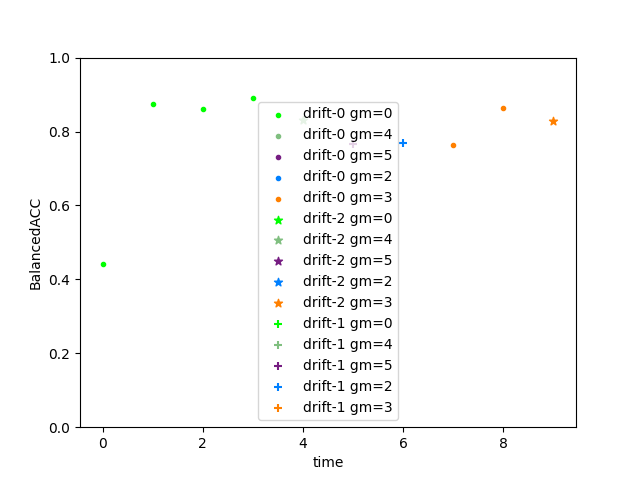 1.0
0.8
0.6
0.4
0.2
0.0
BalancedACC
drift-0 gm=0
drift-0 gm=4
drift-0 gm=5
drift-0 gm=2
drift-0 gm=3
drift-2 gm=0
drift-2 gm=4
drift-2 gm=5
drift-2 gm=2
drift-2 gm=3
drift-1 gm=0
drift-1 gm=4
drift-1 gm=5
drift-1 gm=2
drift-1 gm=3
0 2 4 6 8
time